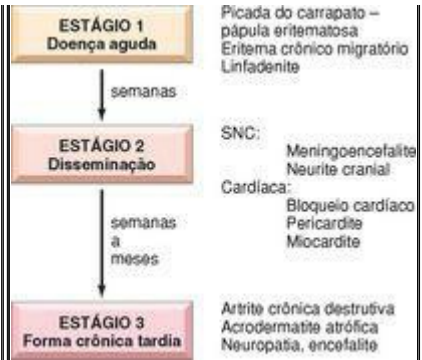 ESTÁGIO 1
Doença aguda
Picada do carrapato –
pápula eritematosa
Eritema crônico migratório
Linfadenite
semanas
ESTÁGIO 2
Disseminação
SNC:
Meningoencefalite
Neurite cranial
Cardíaca:
Bloqueio cardíaco
Pericardite
Miocardite
semanas
a
meses
ESTÁGIO 3
Forma crônica tardia
Artrite crônica destrutiva
Acrodermatite atrófica
Neuropatia, encefalite